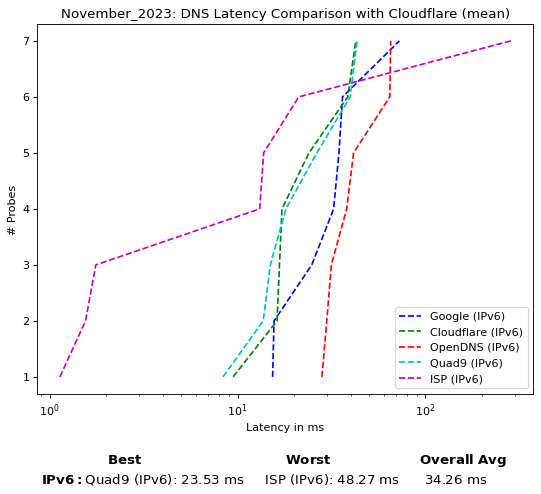 November_2023: DNS Latency Comparison with Cloudflare (mean)
# Probes
7
6
5
4
3
2
1
Google (IPv6)
Cloudflare (IPv6)
OpenDNS (IPv6)
Quad9 (IPv6)
ISP (IPv6)
10⁰ 10¹ 10²
Latency in ms
Best Worst Overall Avg
IPv6: Quad9 (IPv6): 23.53 ms ISP (IPv6): 48.27 ms 34.26 ms